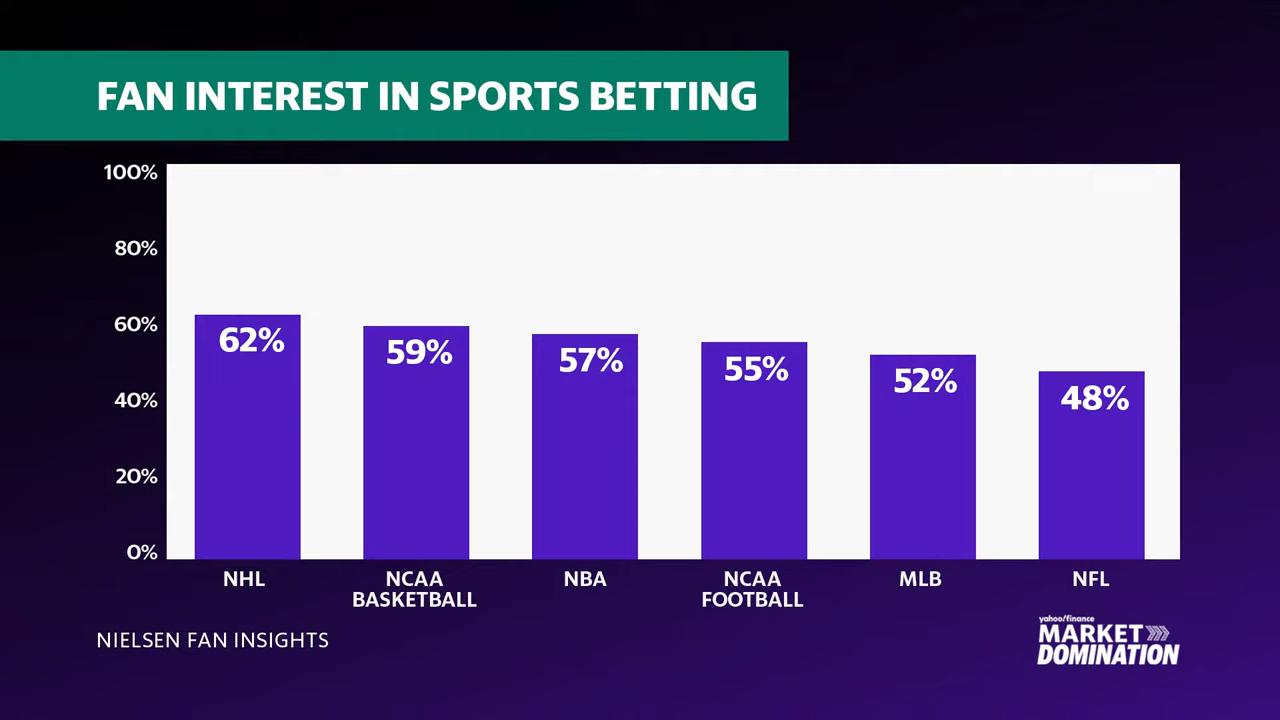 FAN INTEREST IN SPORTS BETTING
100%
80%
60%
40%
20%
0%
62%
59%
57%
55%
52%
48%
NHL
NCAA
BASKETBALL
NBA
NCAA
FOOTBALL
MLB
NFL
NIELSEN FAN INSIGHTS
yahoo!finance
MARKET
DOMINATION